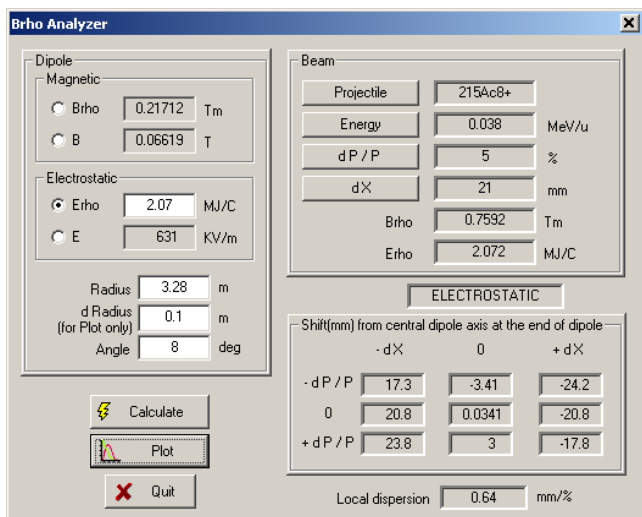 Brho Analyzer
Dipole
Magnetic
Brho 0.21712 Tm
B 0.06619 T
Electrostatic
Erho 2.07 MJ/C
E 631 KV/m
Radius 3.28 m
d Radius
(for Plot only) 0.1 m
Angle 8 deg
Calculate
Plot
Quit
Beam
Projectile 215Ac8+
Energy 0.038 MeV/u
dP/P 5 %
dX 21 mm
Brho 0.7592 Tm
Erho 2.072 MJ/C
ELECTROSTATIC
Shift(mm) from central dipole axis at the end of dipole
- dX 0 + dX
- dP/P 17.3 -3.41 -24.2
0 20.8 0.0341 -20.8
+ dP/P 23.8 3 -17.8
Local dispersion 0.64 mm/%